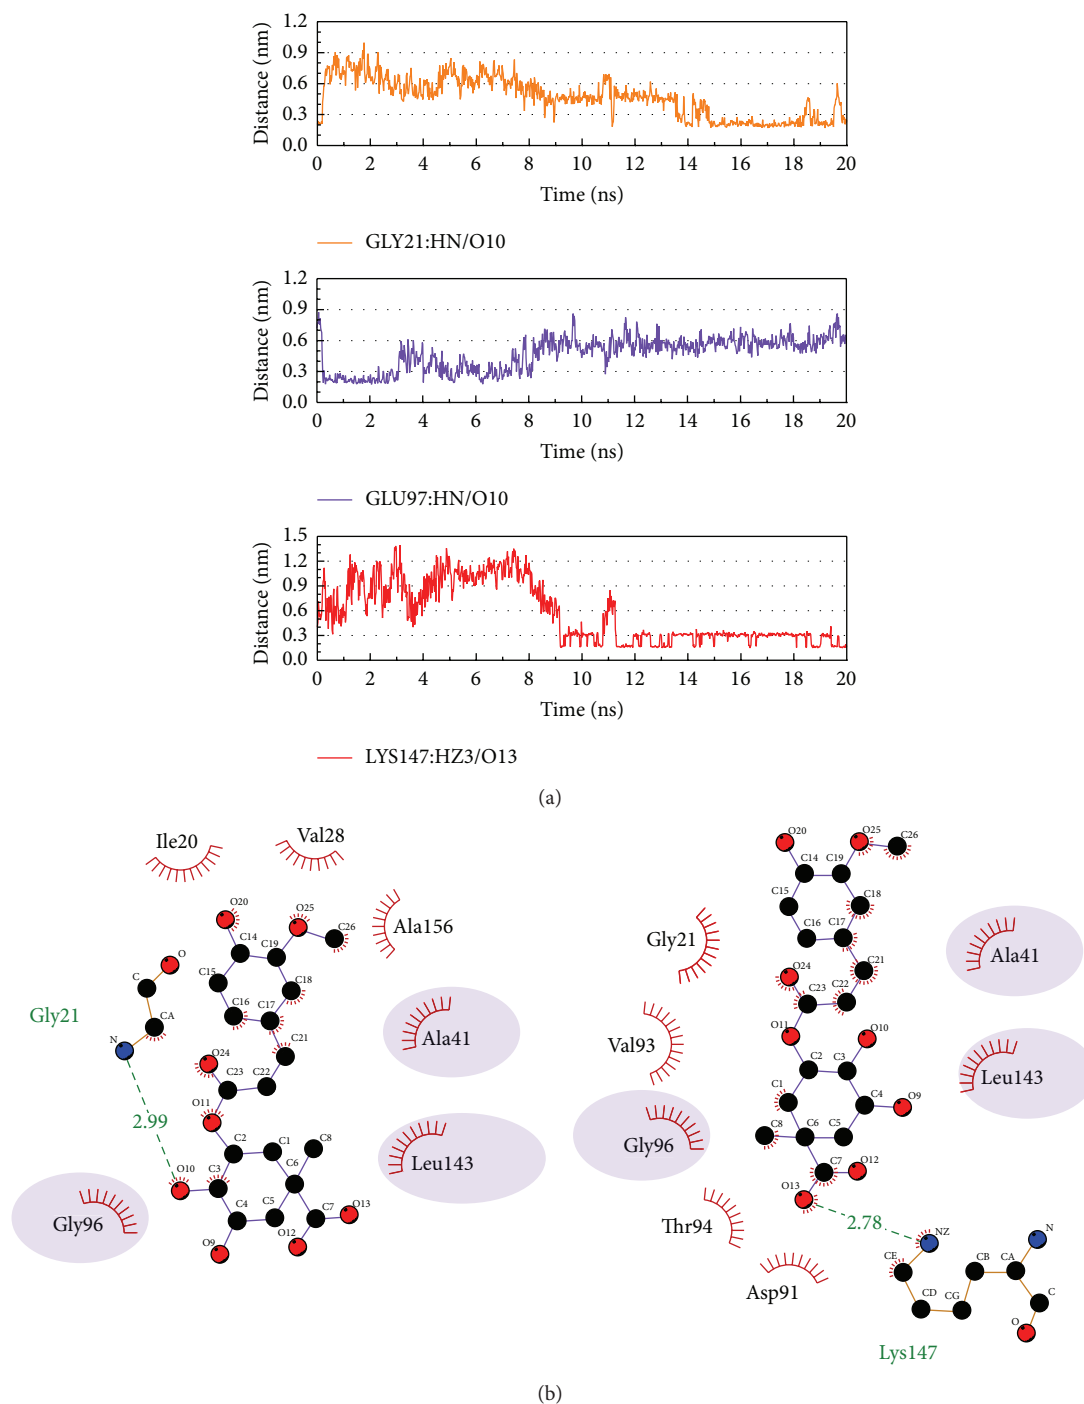 1.2
0.9
0.6
0.3
0.0
Distance (nm)
0 2 4 6 8 10 12 14 16 18 20
Time (ns)
GLY21:HN/O10
1.2
0.9
0.6
0.3
0.0
Distance (nm)
0 2 4 6 8 10 12 14 16 18 20
Time (ns)
GLU97:HN/O10
1.5
1.2
0.9
0.6
0.3
0.0
Distance (nm)
0 2 4 6 8 10 12 14 16 18 20
Time (ns)
LYS147:HZ3/O13
(a)
Ile20
Val28
O20
O25
Ala156
C26
C14
C19
O
C
C15
C18
Gly21
CA
C16
C17
Ala41
N
C21
O24
C23
C22
O11
2.99
C2
C1
C8
Leu143
C6
O10
C3
C4
C5
C7
O13
Gly96
O9
O12
O20
O25
C26
C14
C19
C15
C18
Gly21
C16
C17
Ala41
O24
C21
C23
C22
O11
O10
Val93
C2
C3
Leu143
C1
C4
O9
Gly96
C8
C6
C5
C7
O12
O13
Thr94
2.78
NZ
N
Asp91
CE
CB
CA
CD
CG
C
O
Lys147
(b)